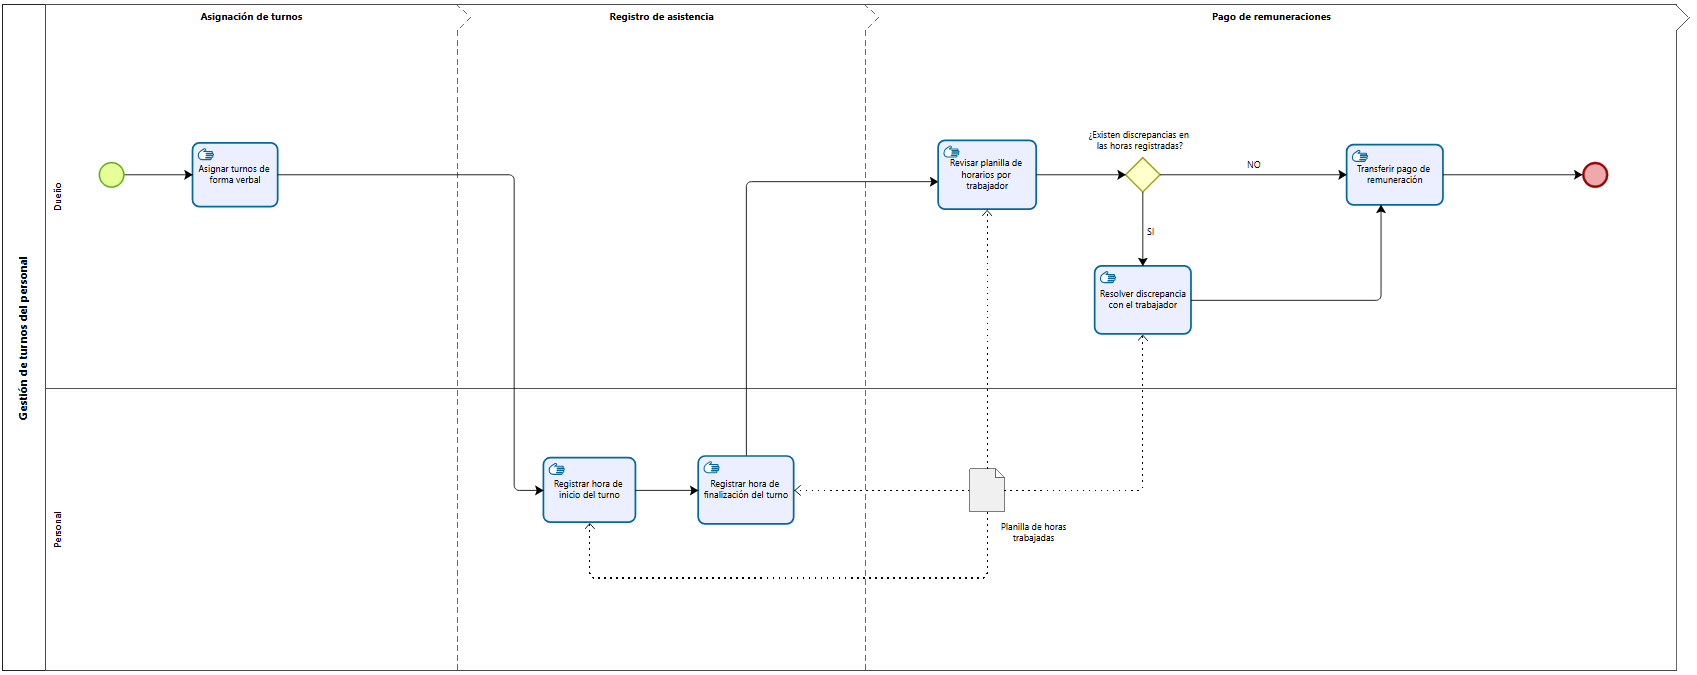 Asignación de turnos
Registro de asistencia
Pago de remuneraciones
Gestión de turnos del personal
Dueño
Asignar turnos de
forma verbal
Revisar planilla de
horarios por
trabajador
¿Existen discrepancias en
las horas registradas?
NO
Transferir pago de
remuneración
SI
Resolver discrepancia
con el trabajador
Personal
Registrar hora de
inicio del turno
Registrar hora de
finalización del turno
Planilla de horas
trabajadas